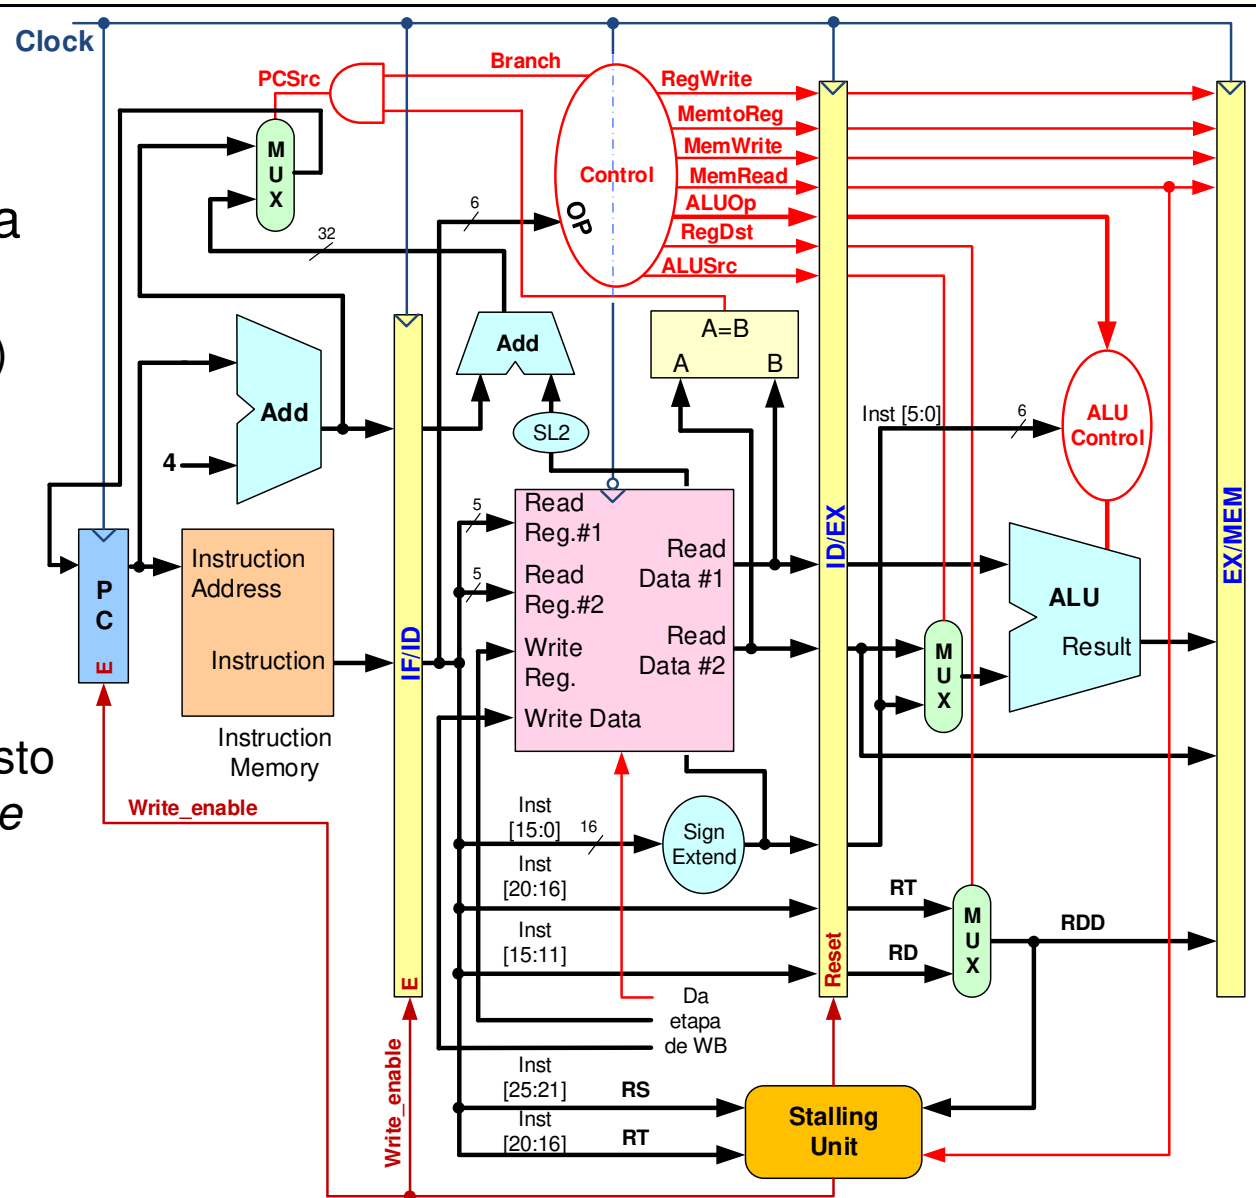 Clock
Branch
PCSrc
RegWrite
MemtoReg
MemWrite
MemRead
ALUOp
RegDst
ALUSrc
Control
OP
M
U
X
6
32
a
)
Add
4
Add
SL2
A=B
A B
Inst [5:0]
6
ALU
Control
P
C
E
Instruction
Address
Instruction
Instruction
Memory
IF/ID
E
5
Read
Reg.#1
5
Read
Reg.#2
Write
Reg.
Write Data
Read
Data #1
Read
Data #2
ID/EX
Reset
M
U
X
ALU
Result
EX/MEM
sto
e
Write_enable
Write_enable
Inst
[15:0]
16
Sign
Extend
Inst
[20:16]
Inst
[15:11]
RT
RD
M
U
X
RDD
Da
etapa
de WB
Inst
[25:21]
RS
Inst
[20:16]
RT
Stalling
Unit